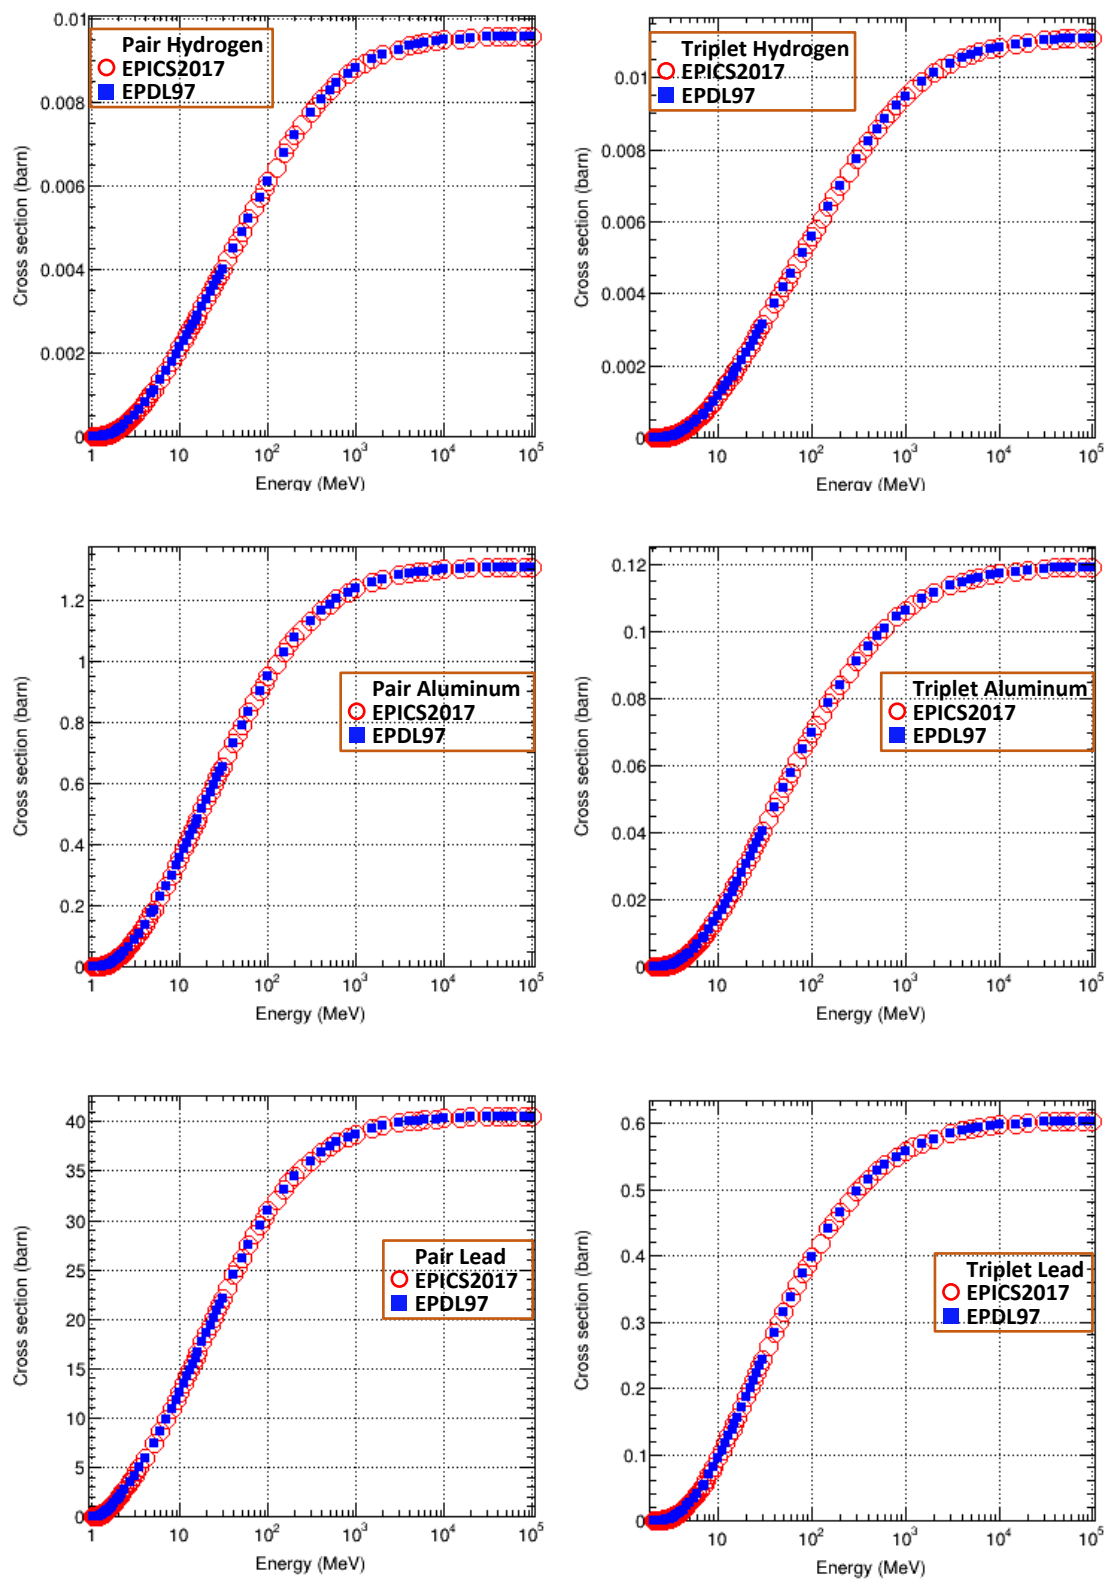 Pair Hydrogen
EPICS2017
EPDL97
Cross section (barn)
0.01
0.008
0.006
0.004
0.002
0
1
10
10²
10³
10⁴
10⁵
Energy (MeV)
Triplet Hydrogen
EPICS2017
EPDL97
Cross section (barn)
0.01
0.008
0.006
0.004
0.002
0
10
10²
10³
10⁴
10⁵
Energy (MeV)
Pair Aluminum
EPICS2017
EPDL97
Cross section (barn)
1.2
1
0.8
0.6
0.4
0.2
0
1
10
10²
10³
10⁴
10⁵
Energy (MeV)
Triplet Aluminum
EPICS2017
EPDL97
Cross section (barn)
0.12
0.1
0.08
0.06
0.04
0.02
0
10
10²
10³
10⁴
10⁵
Energy (MeV)
Pair Lead
EPICS2017
EPDL97
Cross section (barn)
40
35
30
25
20
15
10
5
0
1
10
10²
10³
10⁴
10⁵
Energy (MeV)
Triplet Lead
EPICS2017
EPDL97
Cross section (barn)
0.6
0.5
0.4
0.3
0.2
0.1
0
10
10²
10³
10⁴
10⁵
Energy (MeV)